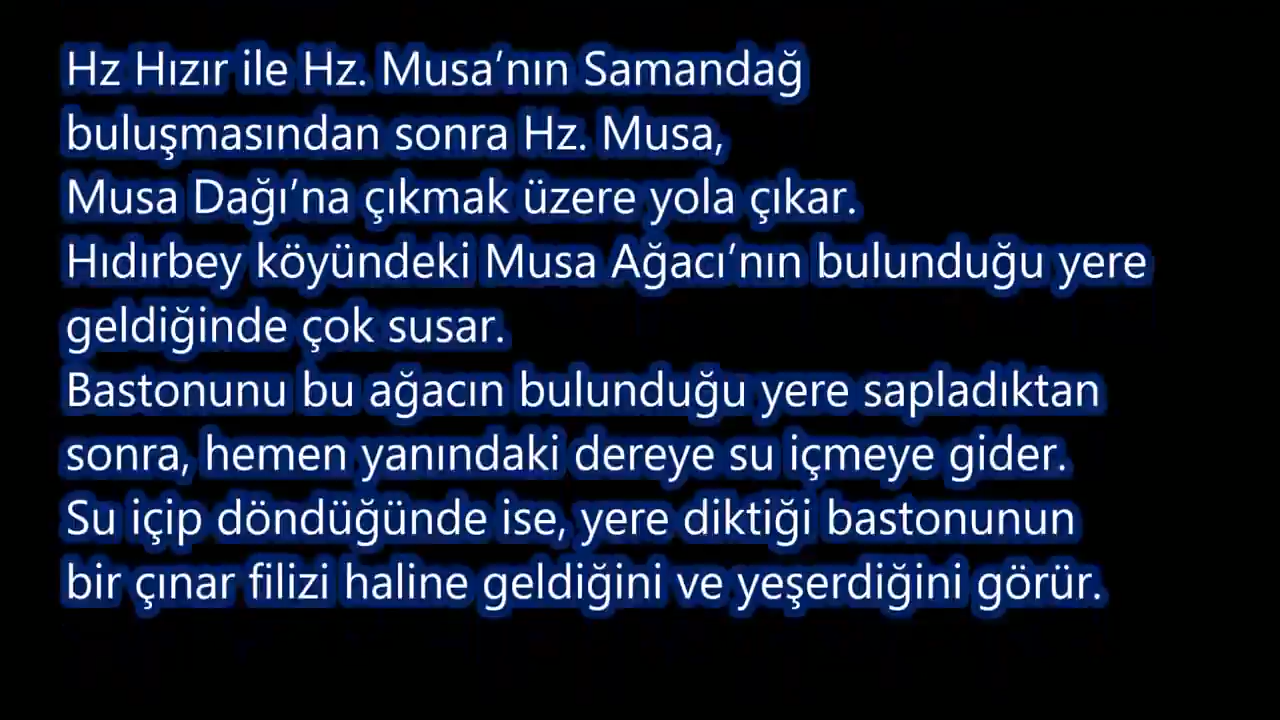 Hz Hızır ile Hz. Musa’nın Samandağ
buluşmasından sonra Hz. Musa,
Musa Dağı’na çıkmak üzere yola çıkar.
Hıdırbey köyündeki Musa Ağacı’nın bulunduğu yere
geldiğinde çok susar.
Bastonunu bu ağacın bulunduğu yere sapladıktan
sonra, hemen yanındaki dereye su içmeye gider.
Su içip döndüğünde ise, yere diktiği bastonunun
bir çınar filizi haline geldiğini ve yeşerdiğini görür.